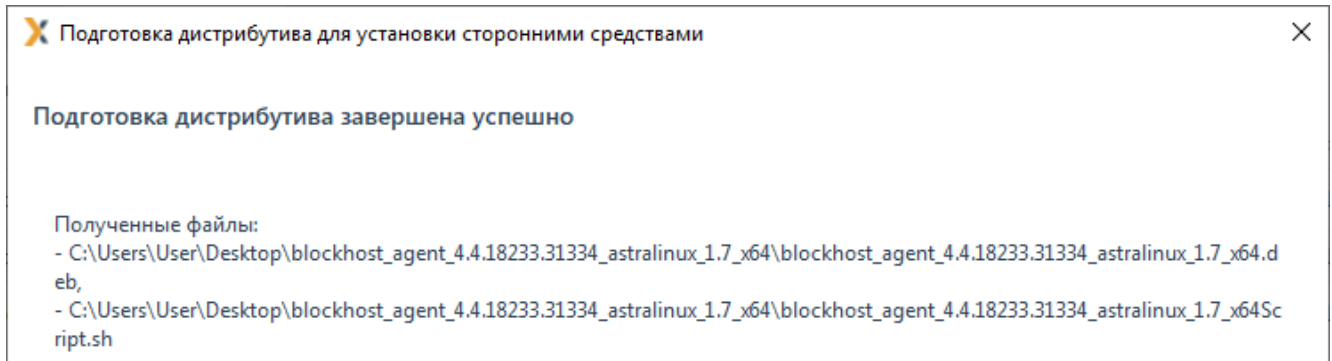 Подготовка дистрибутива для установки сторонними средствами
Подготовка дистрибутива завершена успешно
Полученные файлы:
- C:\Users\User\Desktop\blockhost_agent_4.4.18233.31334_astralinux_1.7_x64\blockhost_agent_4.4.18233.31334_astralinux_1.7_x64.d
eb,
- C:\Users\User\Desktop\blockhost_agent_4.4.18233.31334_astralinux_1.7_x64\blockhost_agent_4.4.18233.31334_astralinux_1.7_x64Sc
ript.sh